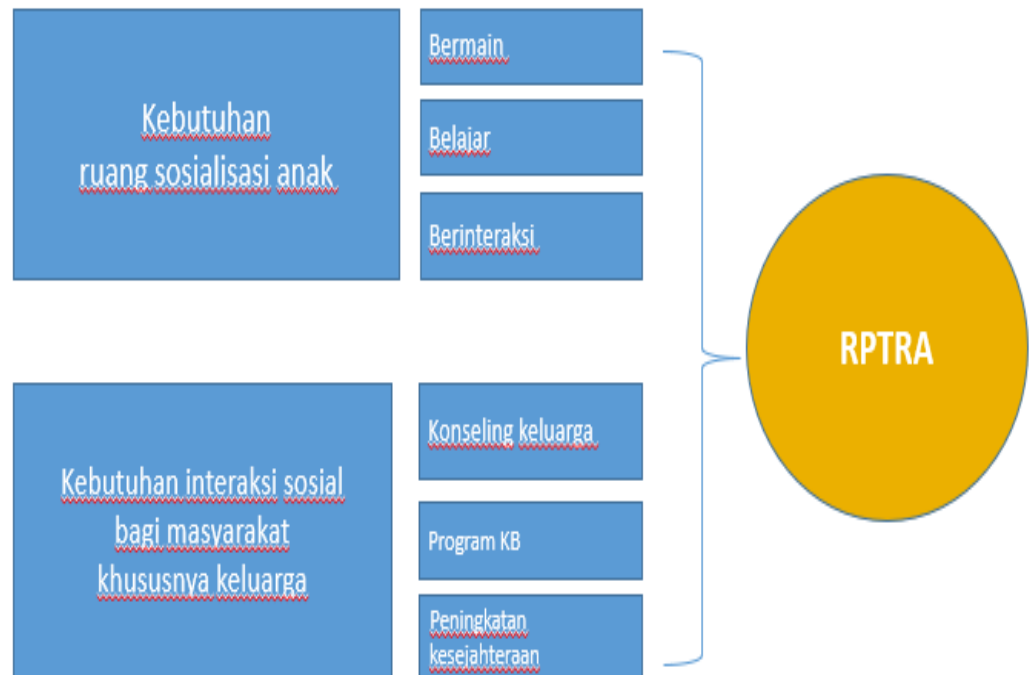 Kebutuhan
ruang sosialisasi anak
Bermain
Belajar
Berinteraksi
Kebutuhan interaksi sosial
bagi masyarakat
khususnya keluarga
Konseling keluarga
Program KB
Peningkatan
kesejahteraan
RPTRA